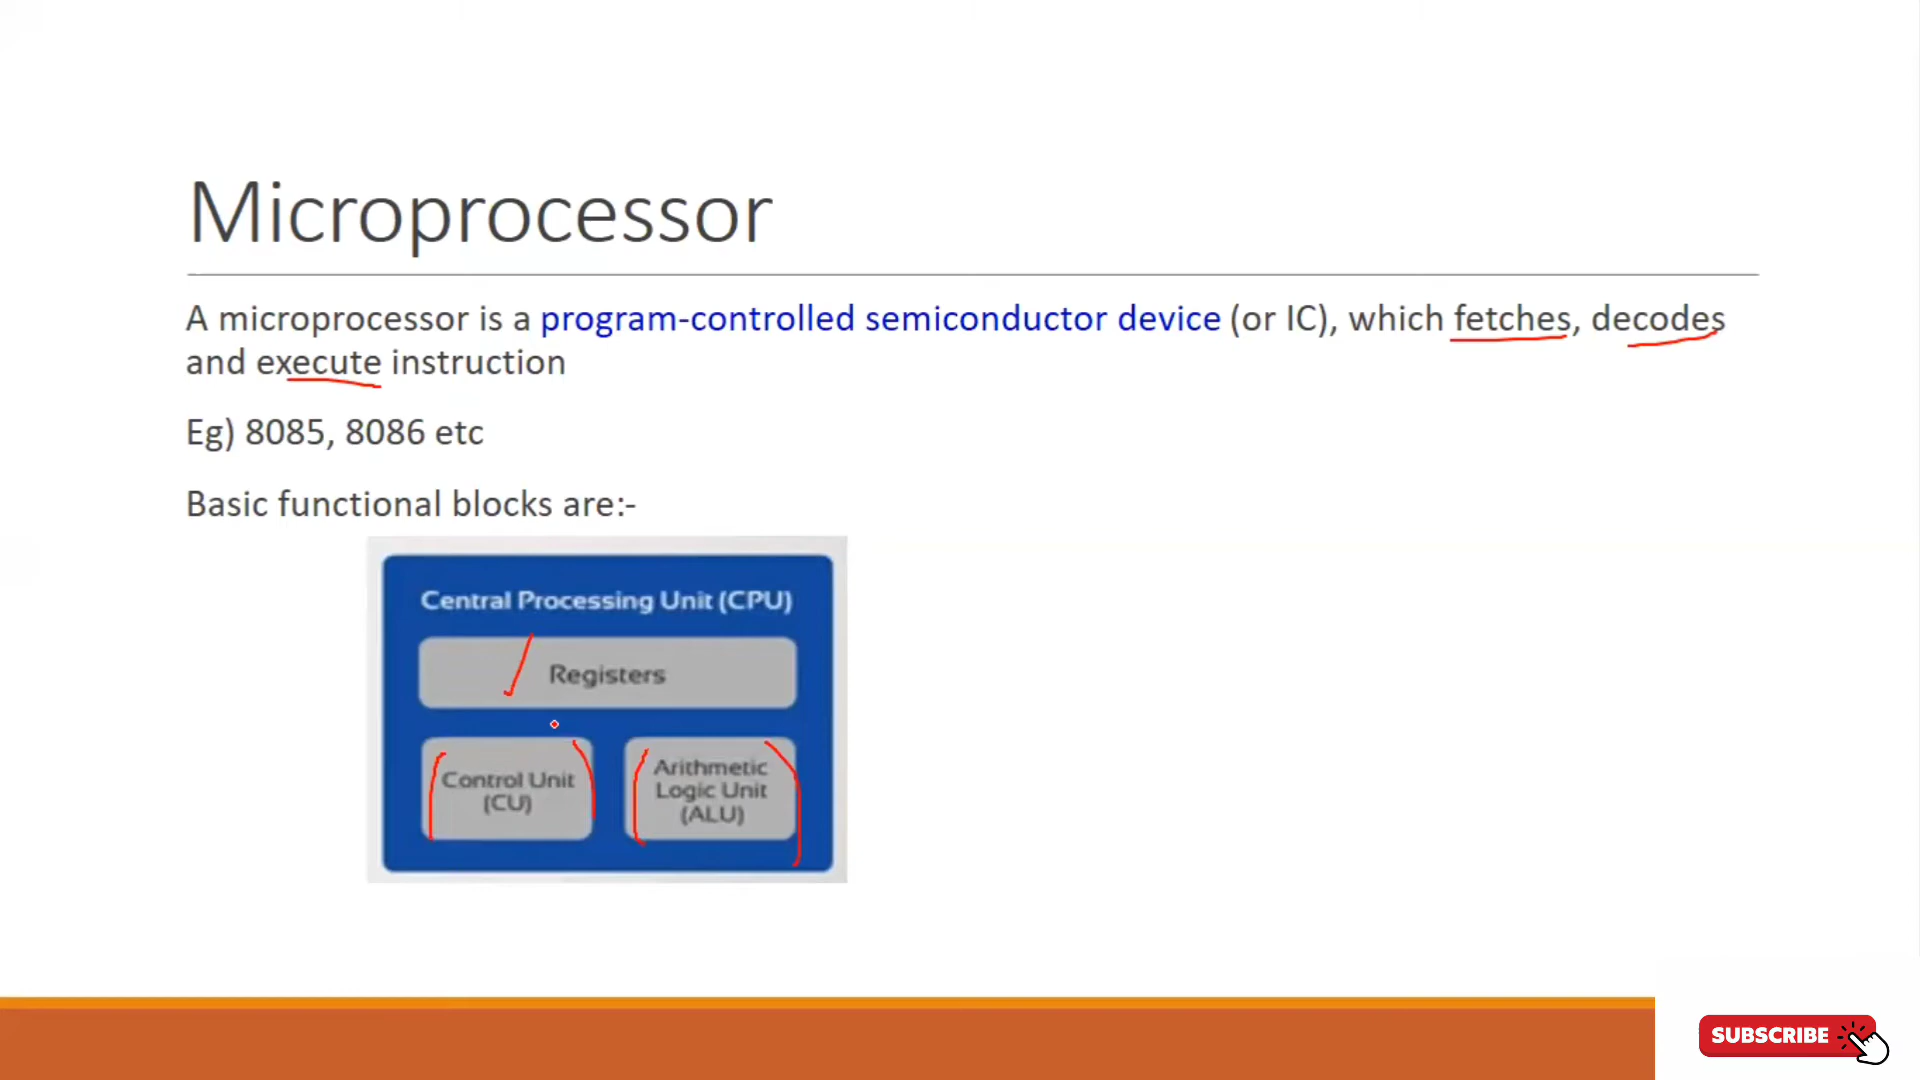 Microprocessor
A microprocessor is a program-controlled semiconductor device (or IC), which fetches, decodes
and execute instruction
Eg) 8085, 8086 etc
Basic functional blocks are:-
Central Processing Unit (CPU)
Registers
Control Unit
(CU)
Arithmetic
Logic Unit
(ALU)
SUBSCRIBE